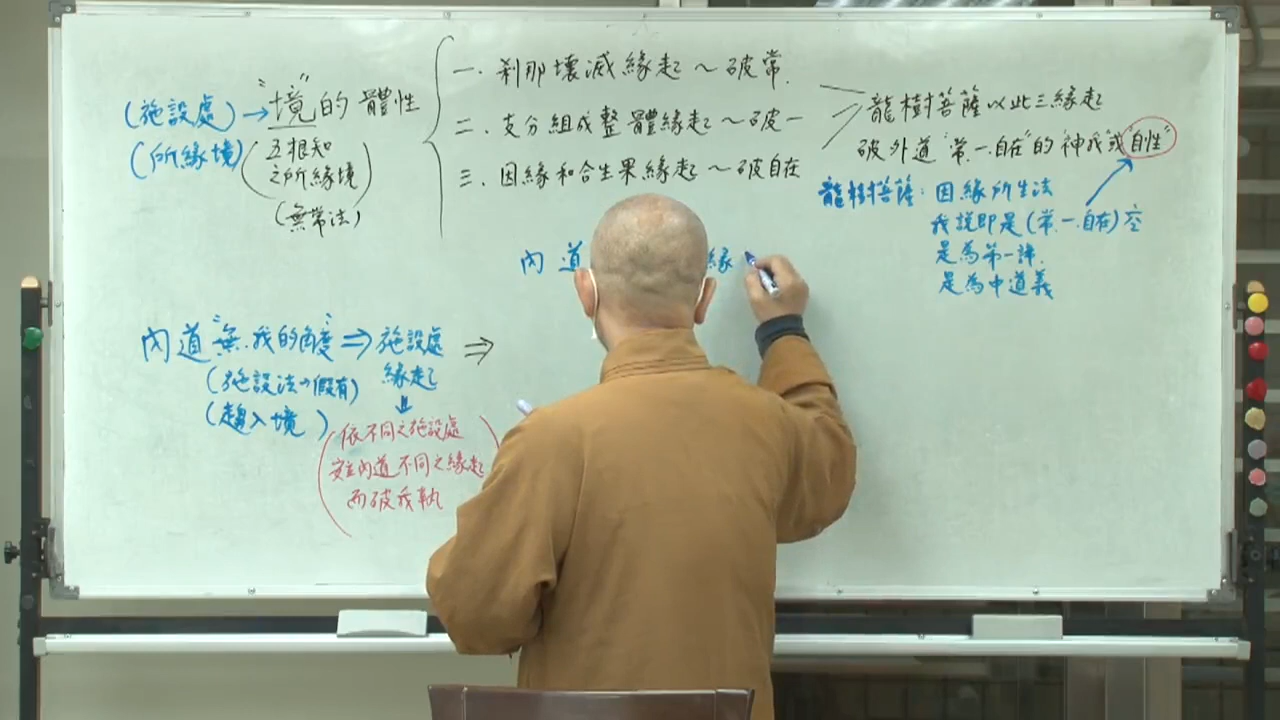 (施設處)→"境"的體性
(所緣境)
(五根知
之所緣境)
(無常法)
一. 刹那壞滅緣起～破常.
二. 支分組成整體緣起～破一
三. 因緣和合生果緣起～破自在
龍樹菩薩以此三緣起
破外道"常.一.自在"的"神我"或"自性"
龍樹菩薩: 因緣所生法
我說即是(常.一.自在)空
是為第一諦.
是為中道義
內道
緣
內道"無.我的角度"⇒施設處
緣起
⇒
(施設法→假有)
(趨入境)
(依不同之施設處
安立內道不同之緣起
而破我執)